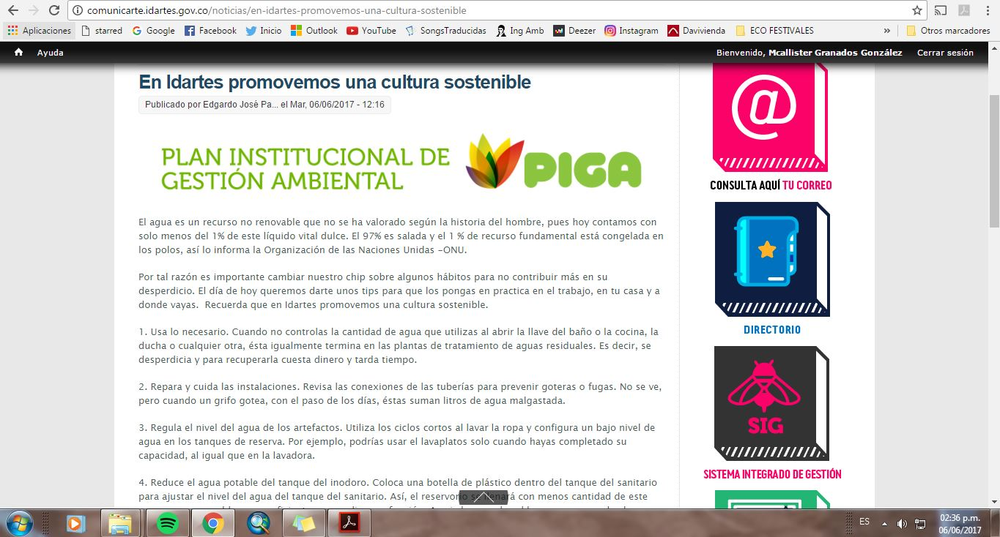 comunicarte.idartes.gov.co/noticias/en-idartes-promovemos-una-cultura-sostenible
Aplicaciones starred Google Facebook Inicio Outlook YouTube SongsTraducidas Ing Amb Deezer Instagram Davivienda ECO FESTIVALES » Otros marcadores
Ayuda Bienvenido, Mcallister Granados González Cerrar sesión
En Idartes promovemos una cultura sostenible
Publicado por Edgardo José Pa... el Mar, 06/06/2017 - 12:16
PLAN INSTITUCIONAL DE
GESTIÓN AMBIENTAL
PIGA
El agua es un recurso no renovable que no se ha valorado según la historia del hombre, pues hoy contamos con
solo menos del 1% de este líquido vital dulce. El 97% es salada y el 1 % de recurso fundamental está congelada en
los polos, así lo informa la Organización de las Naciones Unidas -ONU.
Por tal razón es importante cambiar nuestro chip sobre algunos hábitos para no contribuir más en su
desperdicio. El día de hoy queremos darte unos tips para que los pongas en practica en el trabajo, en tu casa y a
donde vayas. Recuerda que en Idartes promovemos una cultura sostenible.
1. Usa lo necesario. Cuando no controlas la cantidad de agua que utilizas al abrir la llave del baño o la cocina, la
ducha o cualquier otra, ésta igualmente termina en las plantas de tratamiento de aguas residuales. Es decir, se
desperdicia y para recuperarla cuesta dinero y tarda tiempo.
2. Repara y cuida las instalaciones. Revisa las conexiones de las tuberías para prevenir goteras o fugas. No se ve,
pero cuando un grifo gotea, con el paso de los días, éstas suman litros de agua malgastada.
3. Regula el nivel del agua de los artefactos. Utiliza los ciclos cortos al lavar la ropa y configura un bajo nivel de
agua en los tanques de reserva. Por ejemplo, podrías usar el lavaplatos solo cuando hayas completado su
capacidad, al igual que en la lavadora.
4. Reduce el agua potable del tanque del inodoro. Coloca una botella de plástico dentro del tanque del sanitario
para ajustar el nivel del agua del tanque del sanitario. Así, el reservorio se llenará con menos cantidad de este
@
CONSULTA AQUÍ TU CORREO
DIRECTORIO
SIG
SISTEMA INTEGRADO DE GESTIÓN
ES
02:36 p.m.
06/06/2017